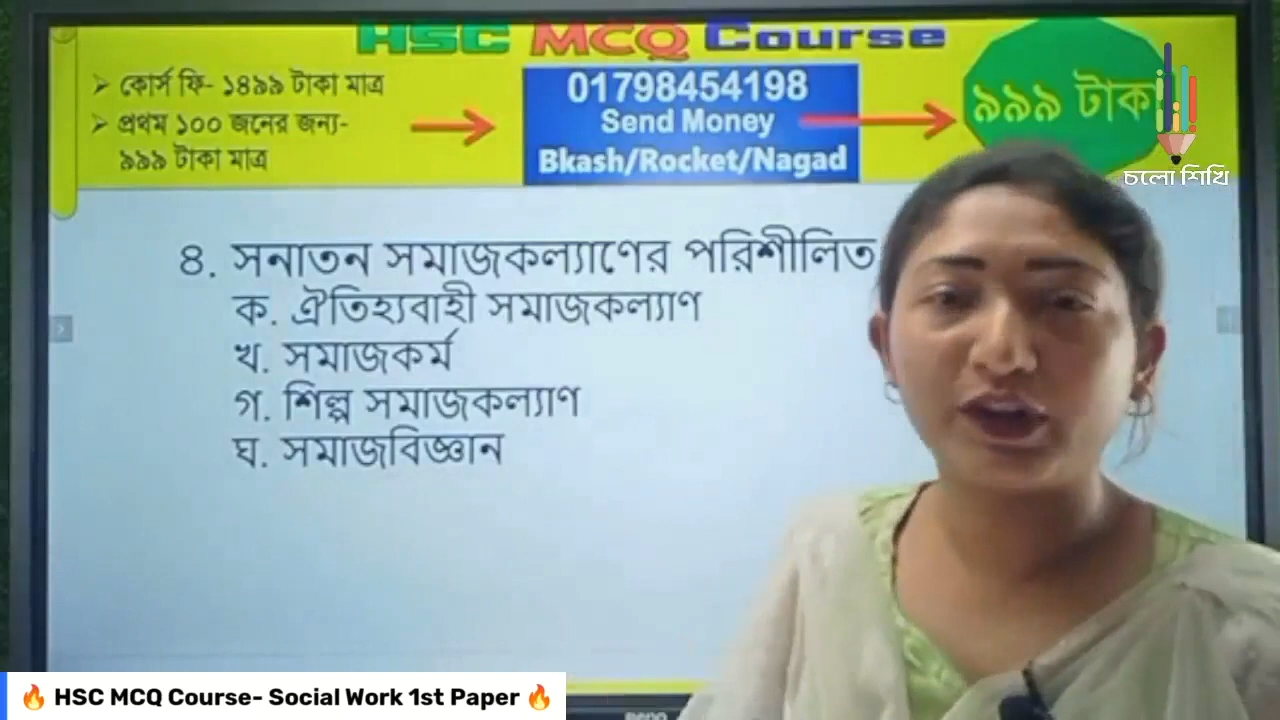 HSC MCQ Course
➢ কোর্স ফি- ১৪৯৯ টাকা মাত্র
➢ প্রথম ১০০ জনের জন্য-
৯৯৯ টাকা মাত্র
01798454198
Send Money
Bkash/Rocket/Nagad
৯৯৯ টাক
চলো শিখি
৪. সনাতন সমাজকল্যাণের পরিশীলিত
ক. ঐতিহ্যবাহী সমাজকল্যাণ
খ. সমাজকর্ম
গ. শিল্প সমাজকল্যাণ
ঘ. সমাজবিজ্ঞান
🔥 HSC MCQ Course- Social Work 1st Paper 🔥